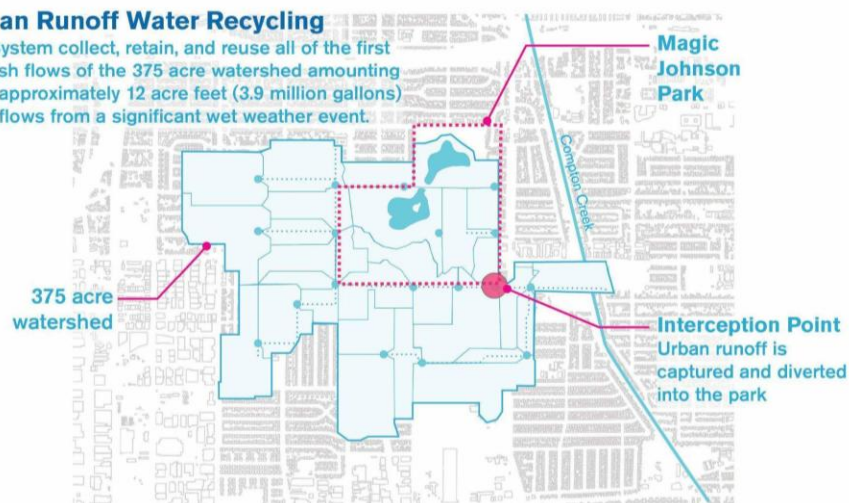 an Runoff Water Recycling
ystem collect, retain, and reuse all of the first
sh flows of the 375 acre watershed amounting
approximately 12 acre feet (3.9 million gallons)
flows from a significant wet weather event.
Magic
Johnson
Park
Compton Creek
375 acre
watershed
Interception Point
Urban runoff is
captured and diverted
into the park